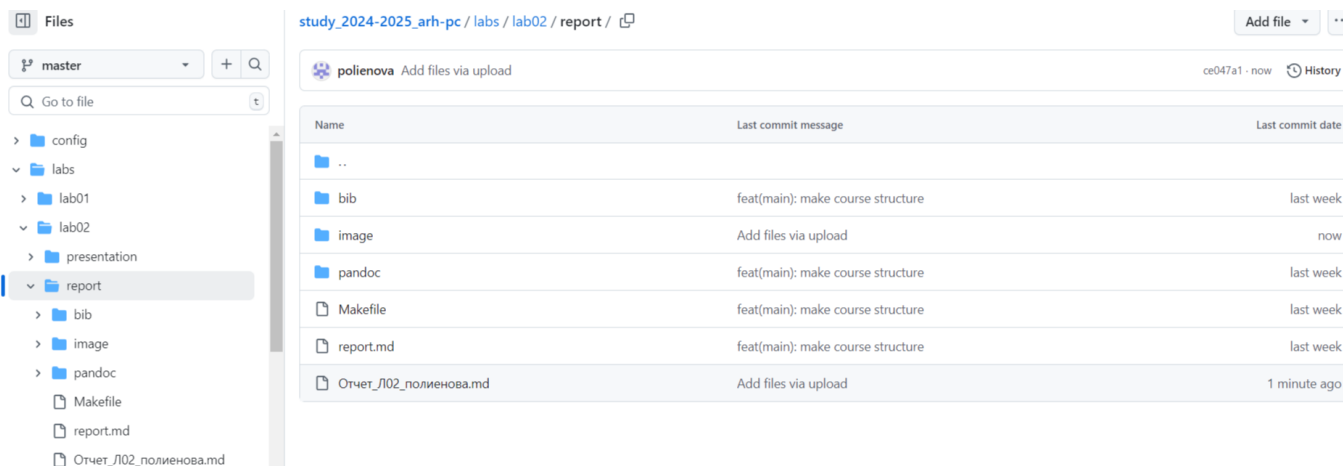 Files
master
Go to file
t
config
labs
lab01
lab02
presentation
report
bib
image
pandoc
Makefile
report.md
Отчет_Л02_полиенова.md
study_2024-2025_arh-pc / labs / lab02 / report /
Add file
polienova Add files via upload
ce047a1 · now History
Name Last commit message Last commit date
..
bib feat(main): make course structure last week
image Add files via upload now
pandoc feat(main): make course structure last week
Makefile feat(main): make course structure last week
report.md feat(main): make course structure last week
Отчет_Л02_полиенова.md Add files via upload 1 minute ago